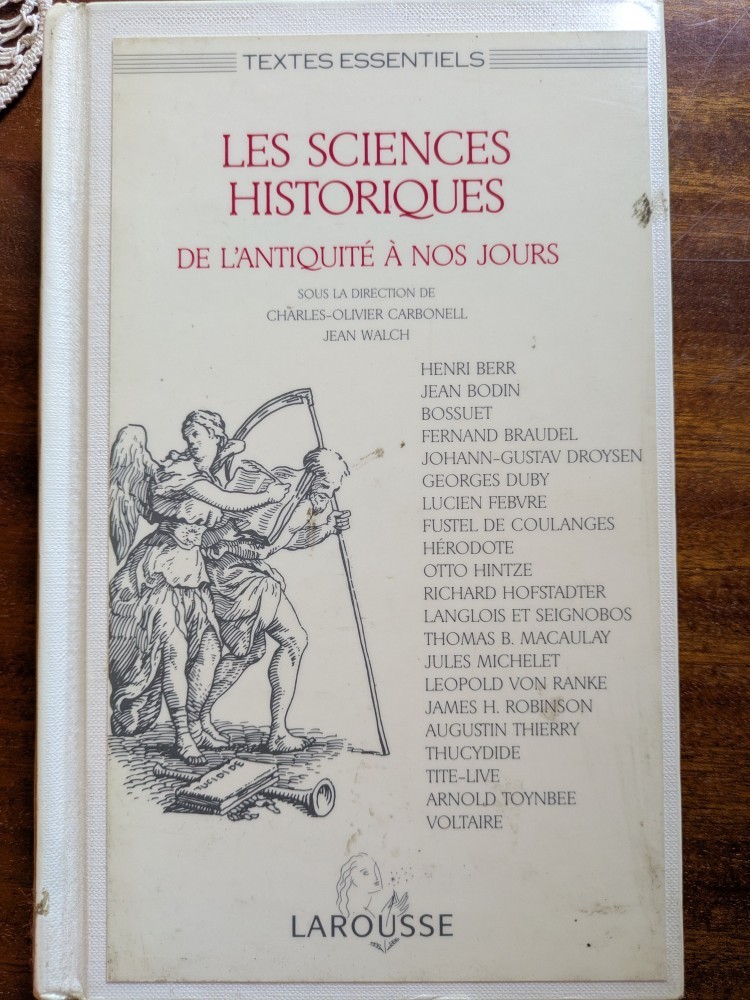 TEXTES ESSENTIELS
LES SCIENCES
HISTORIQUES
DE L'ANTIQUITÉ À NOS JOURS
SOUS LA DIRECTION DE
CHARLES-OLIVIER CARBONELL
JEAN WALCH
HENRI BERR
JEAN BODIN
BOSSUET
FERNAND BRAUDEL
JOHANN-GUSTAV DROYSEN
GEORGES DUBY
LUCIEN FEBVRE
FUSTEL DE COULANGES
HÉRODOTE
OTTO HINTZE
RICHARD HOFSTADTER
LANGLOIS ET SEIGNOBOS
THOMAS B. MACAULAY
JULES MICHELET
LEOPOLD VON RANKE
JAMES H. ROBINSON
AUGUSTIN THIERRY
THUCYDIDE
TITE-LIVE
ARNOLD TOYNBEE
VOLTAIRE
TUCIDIDE
LAROUSSE